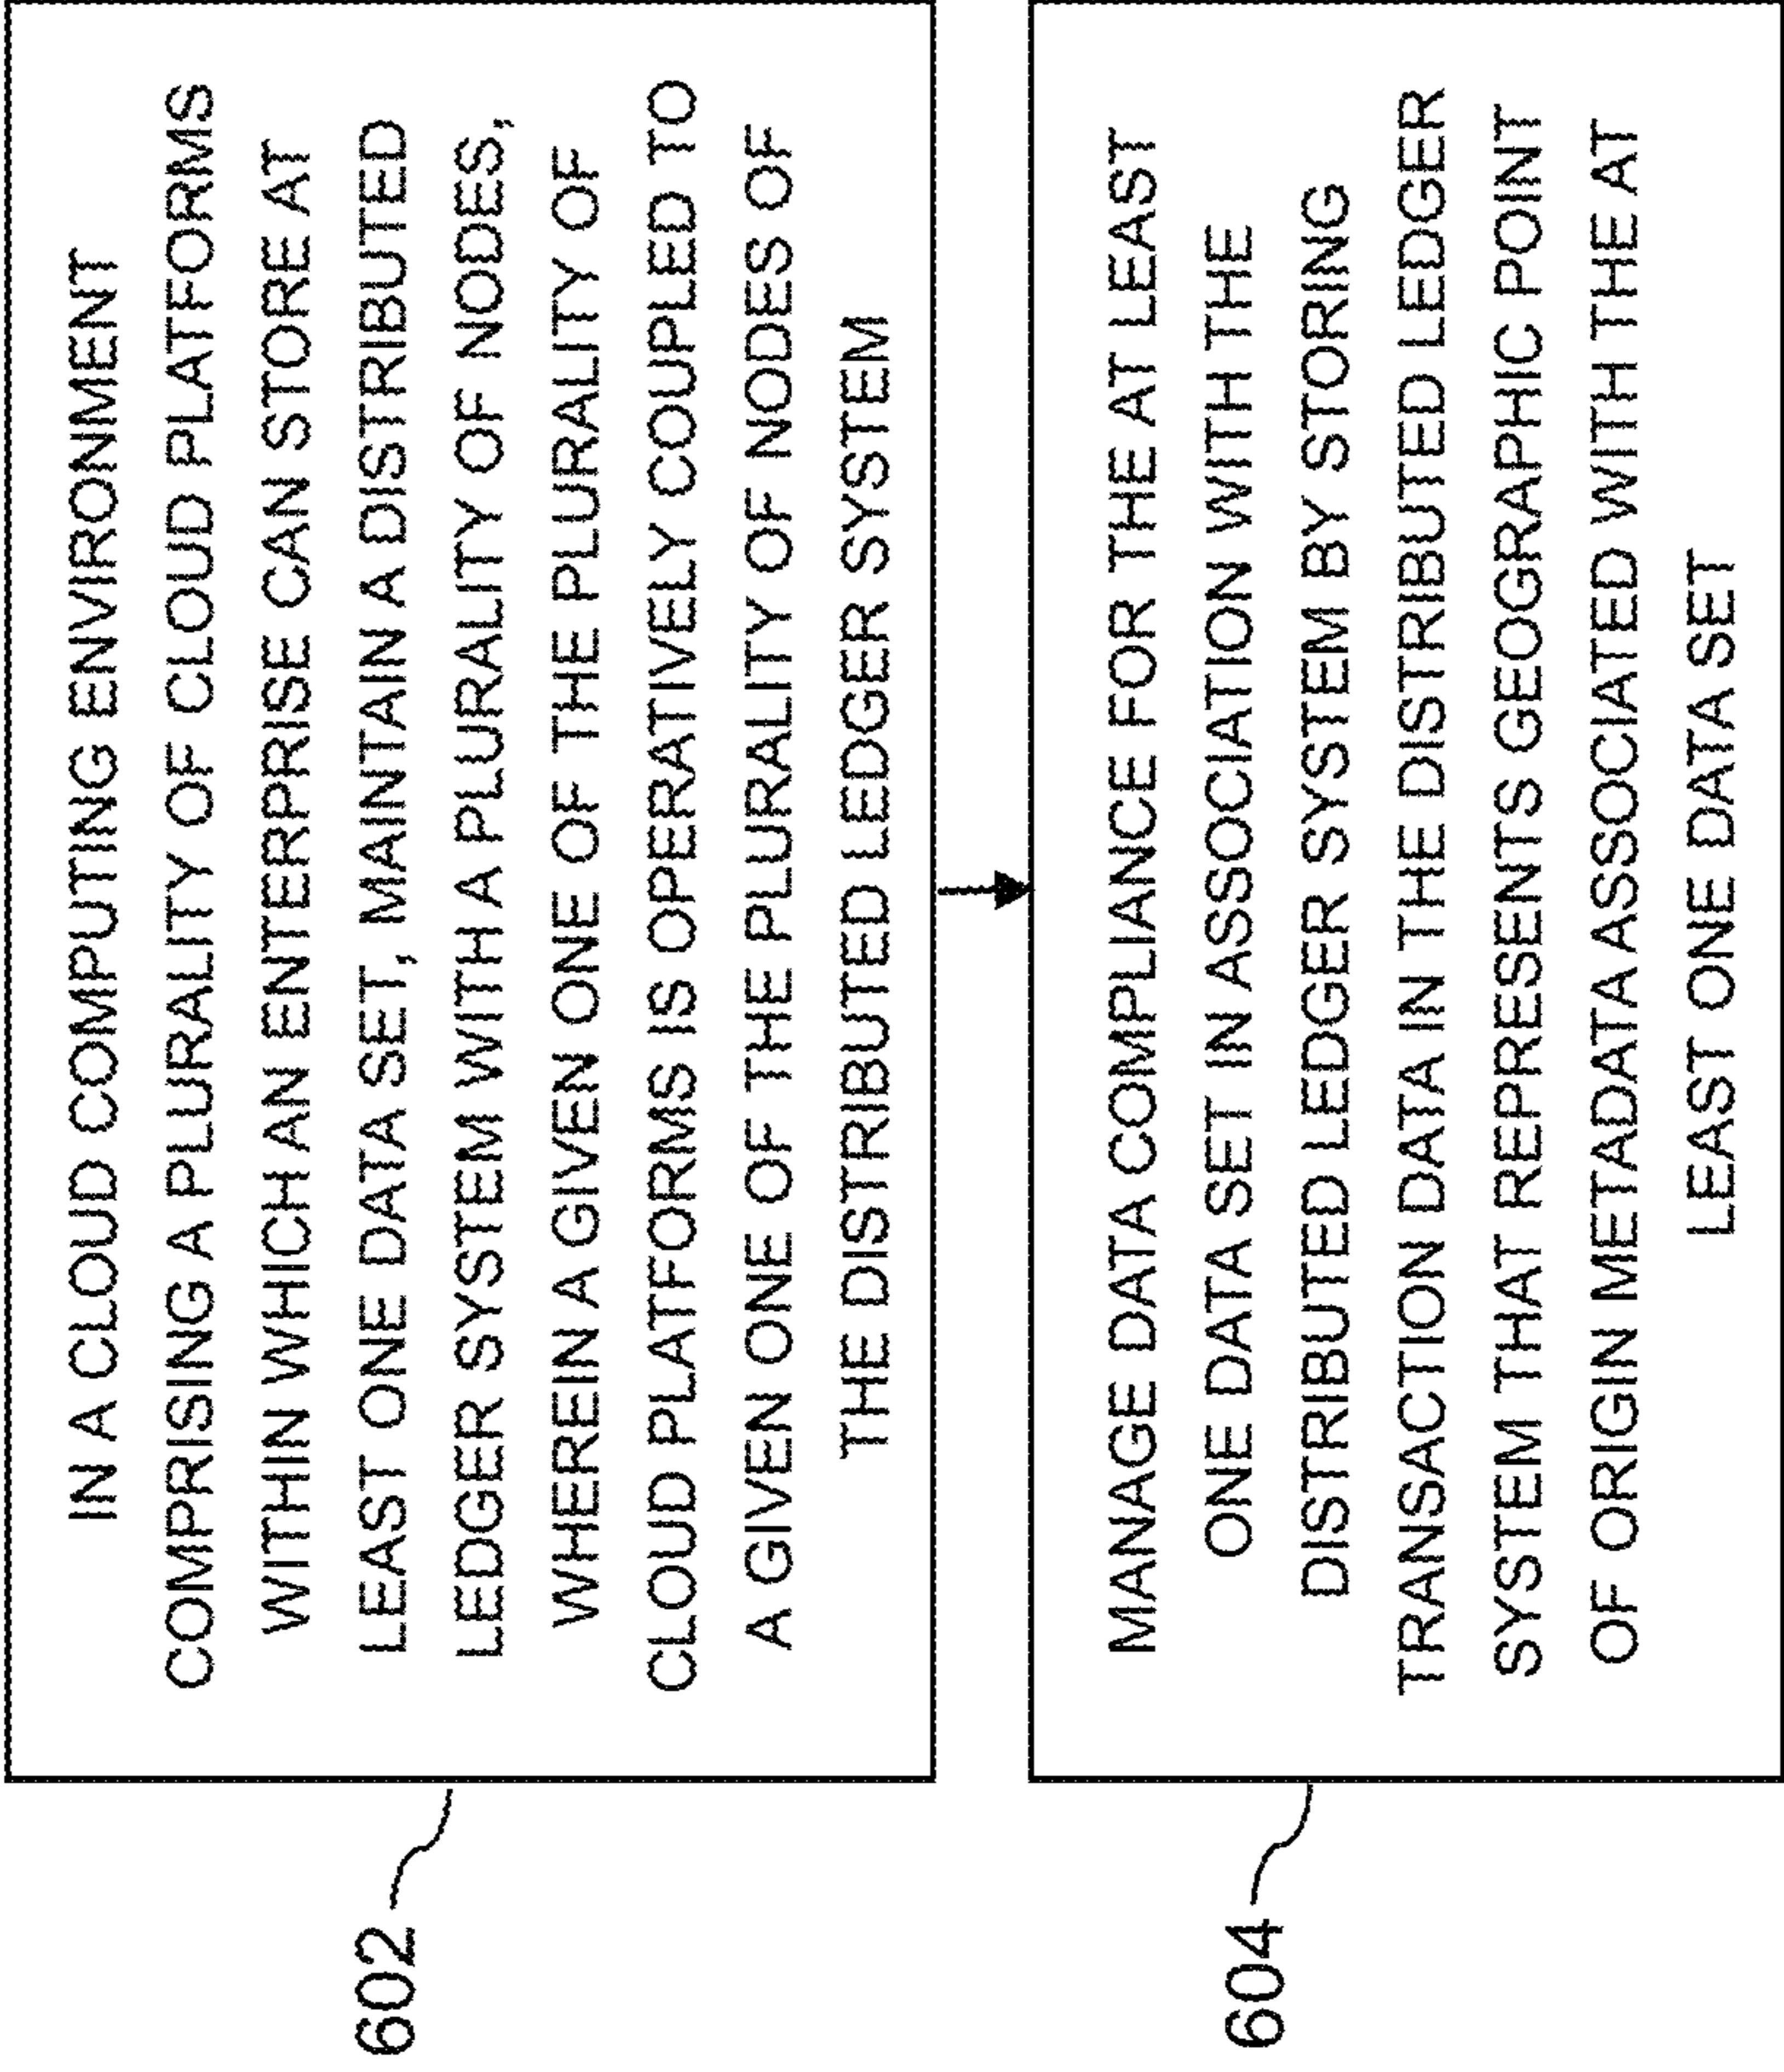 602
IN A CLOUD COMPUTING ENVIRONMENT
COMPRISING A PLURALITY OF CLOUD PLATFORMS
WITHIN WHICH AN ENTERPRISE CAN STORE AT
LEAST ONE DATA SET, MAINTAIN A DISTRIBUTED
LEDGER SYSTEM WITH A PLURALITY OF NODES,
WHEREIN A GIVEN ONE OF THE PLURALITY OF
CLOUD PLATFORMS IS OPERATIVELY COUPLED TO
A GIVEN ONE OF THE PLURALITY OF NODES OF
THE DISTRIBUTED LEDGER SYSTEM
604
MANAGE DATA COMPLIANCE FOR THE AT LEAST
ONE DATA SET IN ASSOCIATION WITH THE
DISTRIBUTED LEDGER SYSTEM BY STORING
TRANSACTION DATA IN THE DISTRIBUTED LEDGER
SYSTEM THAT REPRESENTS GEOGRAPHIC POINT
OF ORIGIN METADATA ASSOCIATED WITH THE AT
LEAST ONE DATA SET